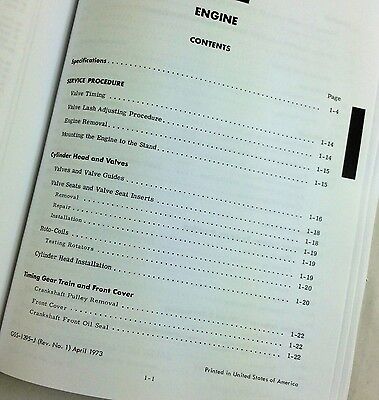 ENGINE
CONTENTS
Page
Specifications 1-4
SERVICE PROCEDURE
Valve Timing 1-14
Valve Lash Adjusting Procedure 1-14
Engine Removal 1-15
Mounting the Engine to the Stand 1-15
Cylinder Head and Valves
Valves and Valve Guides 1-16
Valve Seats and Valve Seat Inserts 1-18
Removal 1-18
Repair 1-19
Installation 1-19
Roto-Coils 1-19
Testing Rotators 1-20
Cylinder Head Installation 1-20
Timing Gear Train and Front Cover
Crankshaft Pulley Removal 1-22
Front Cover 1-22
Crankshaft Front Oil Seal 1-22
GSS-1395-J (Rev. No. 1) April 1973
1-1
Printed in United States of America